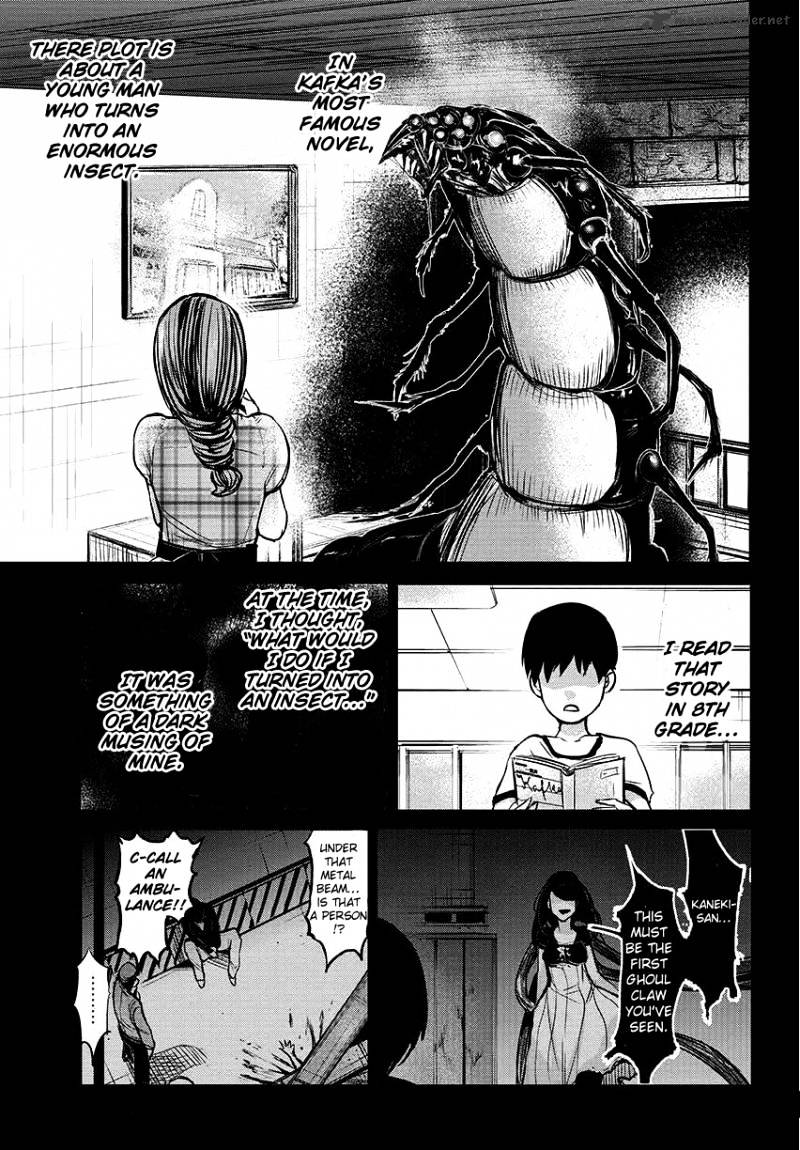 IN
KAFKA'S
MOST
FAMOUS
NOVEL,
THERE PLOT IS
ABOUT A
YOUNG MAN
WHO TURNS
INTO AN
ENORMOUS
INSECT.
I READ
THAT
STORY
IN 8TH
GRADE...
Kafka
AT THE TIME,
I THOUGHT,
"WHAT WOULD
I DO IF I
TURNED INTO
AN INSECT..."
IT WAS
SOMETHING
OF A DARK
MUSING OF
MINE.
KANEKI-
SAN...
THIS
MUST
BE THE
FIRST
GHOUL
CLAW
YOU'VE
SEEN.
UNDER
THAT
METAL
BEAM...
IS THAT
A PERSON
!?
C-CALL
AN
AMBU-
LANCE!!
......